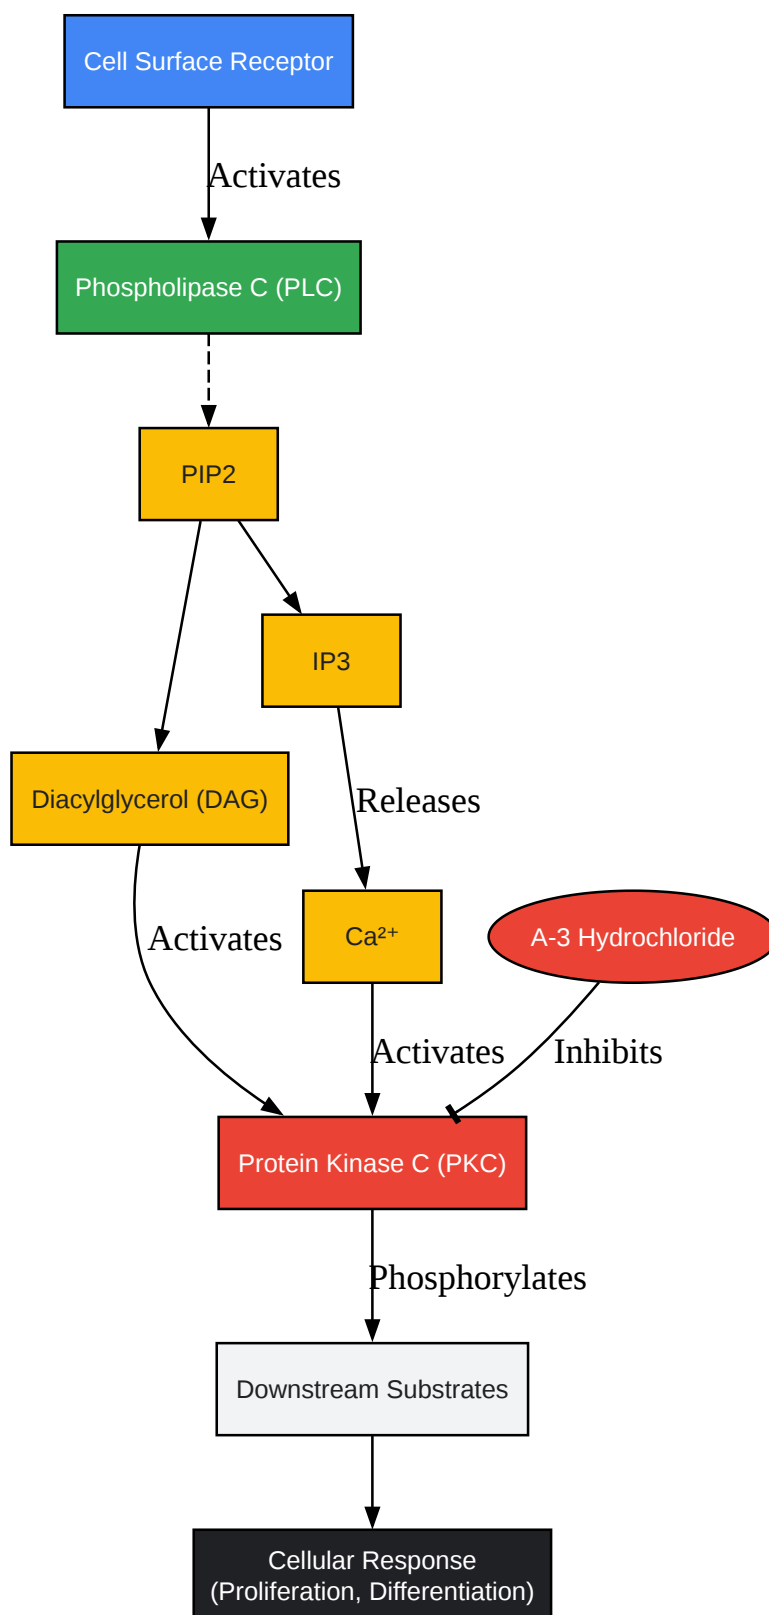 Cell Surface Receptor
Activates
Phospholipase C (PLC)
PIP2
IP3
Diacylglycerol (DAG)
Releases
Activates
Ca²⁺
A-3 Hydrochloride
Activates
Inhibits
Protein Kinase C (PKC)
Phosphorylates
Downstream Substrates
Cellular Response
(Proliferation, Differentiation)